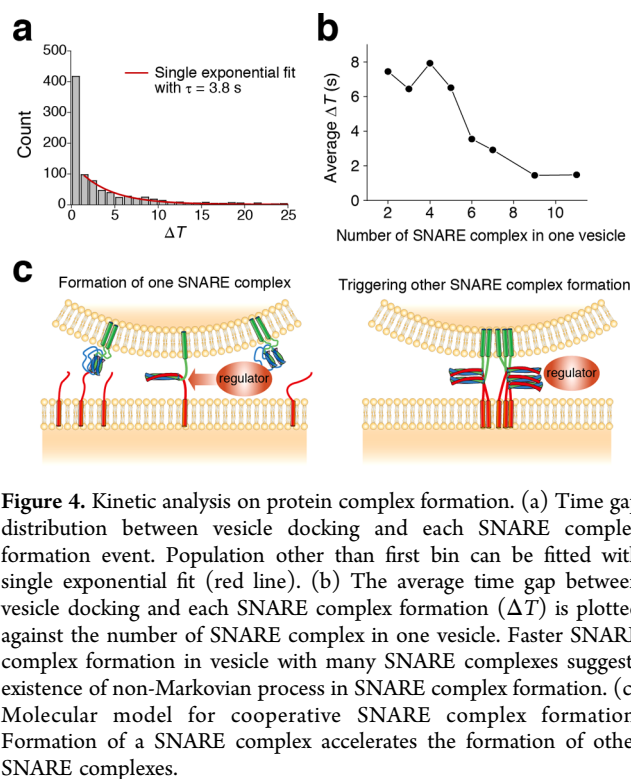 a
500
400
300
200
100
0
Count
0 5 10 15 20 25
ΔT
Single exponential fit
with τ = 3.8 s
b
8
6
4
2
0
Average ΔT (s)
2 4 6 8 10
Number of SNARE complex in one vesicle
c
Formation of one SNARE complex
regulator
Triggering other SNARE complex formation
regulator
Figure 4. Kinetic analysis on protein complex formation. (a) Time gap
distribution between vesicle docking and each SNARE comple
formation event. Population other than first bin can be fitted with
single exponential fit (red line). (b) The average time gap between
vesicle docking and each SNARE complex formation (ΔT) is plotted
against the number of SNARE complex in one vesicle. Faster SNARE
complex formation in vesicle with many SNARE complexes suggest
existence of non-Markovian process in SNARE complex formation. (c
Molecular model for cooperative SNARE complex formation
Formation of a SNARE complex accelerates the formation of othe
SNARE complexes.